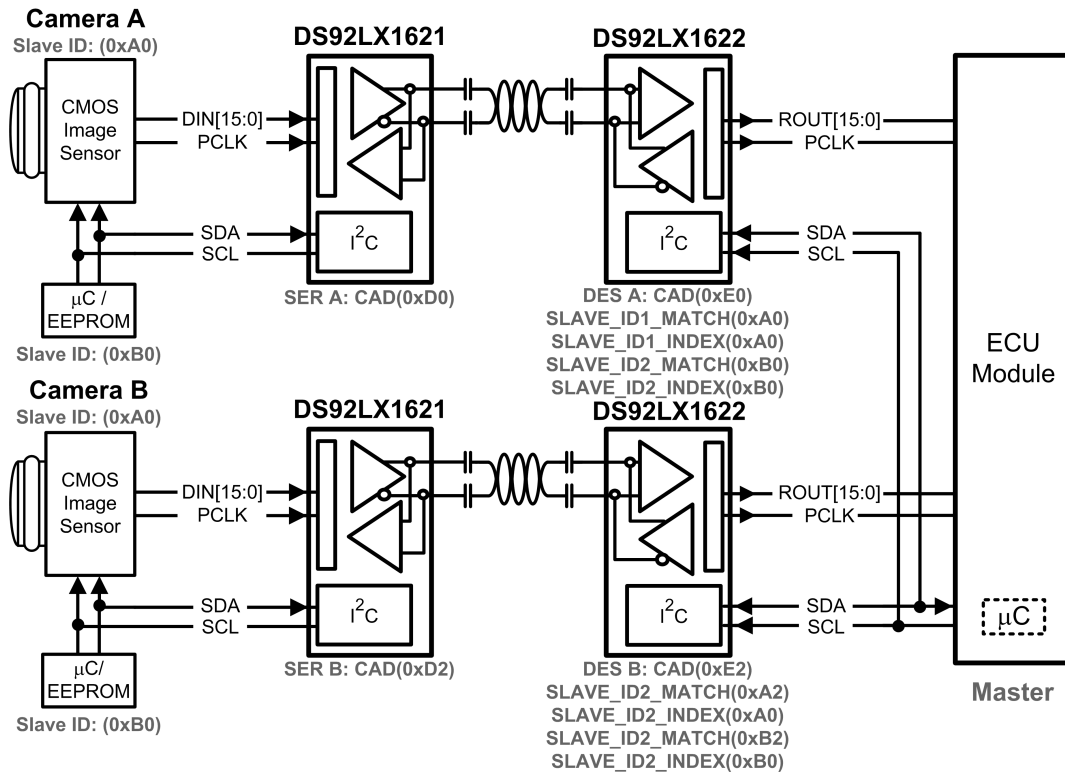 Camera A
Slave ID: (0xA0)
CMOS
Image
Sensor
DIN[15:0]
PCLK
SDA
SCL
µC /
EEPROM
Slave ID: (0xB0)
DS92LX1621
I²C
SER A: CAD(0xD0)
DS92LX1622
I²C
DES A: CAD(0xE0)
SLAVE_ID1_MATCH(0xA0)
SLAVE_ID1_INDEX(0xA0)
SLAVE_ID2_MATCH(0xB0)
SLAVE_ID2_INDEX(0xB0)
ROUT[15:0]
PCLK
SDA
SCL
ECU
Module
Camera B
Slave ID: (0xA0)
CMOS
Image
Sensor
DIN[15:0]
PCLK
SDA
SCL
µC/
EEPROM
Slave ID: (0xB0)
DS92LX1621
I²C
SER B: CAD(0xD2)
DS92LX1622
I²C
DES B: CAD(0xE2)
SLAVE_ID2_MATCH(0xA2)
SLAVE_ID2_INDEX(0xA0)
SLAVE_ID2_MATCH(0xB2)
SLAVE_ID2_INDEX(0xB0)
ROUT[15:0]
PCLK
SDA
SCL
µC
Master